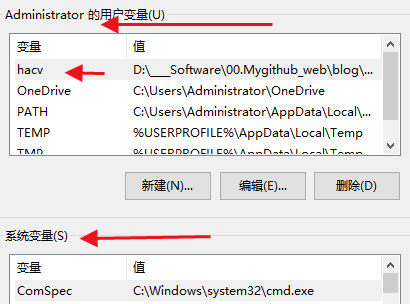 Administrator 的用户变量(U)
变量 值
hacv D:\___Software\00.Mygithub_web\blog\...
OneDrive C:\Users\Administrator\OneDrive
PATH C:\Users\Administrator\AppData\Local\...
TEMP %USERPROFILE%\AppData\Local\Temp
TMP %USERPROFILE%\AppData\Local\Temp
新建(N)... 编辑(E)... 删除(D)
系统变量(S)
变量 值
ComSpec C:\Windows\system32\cmd.exe